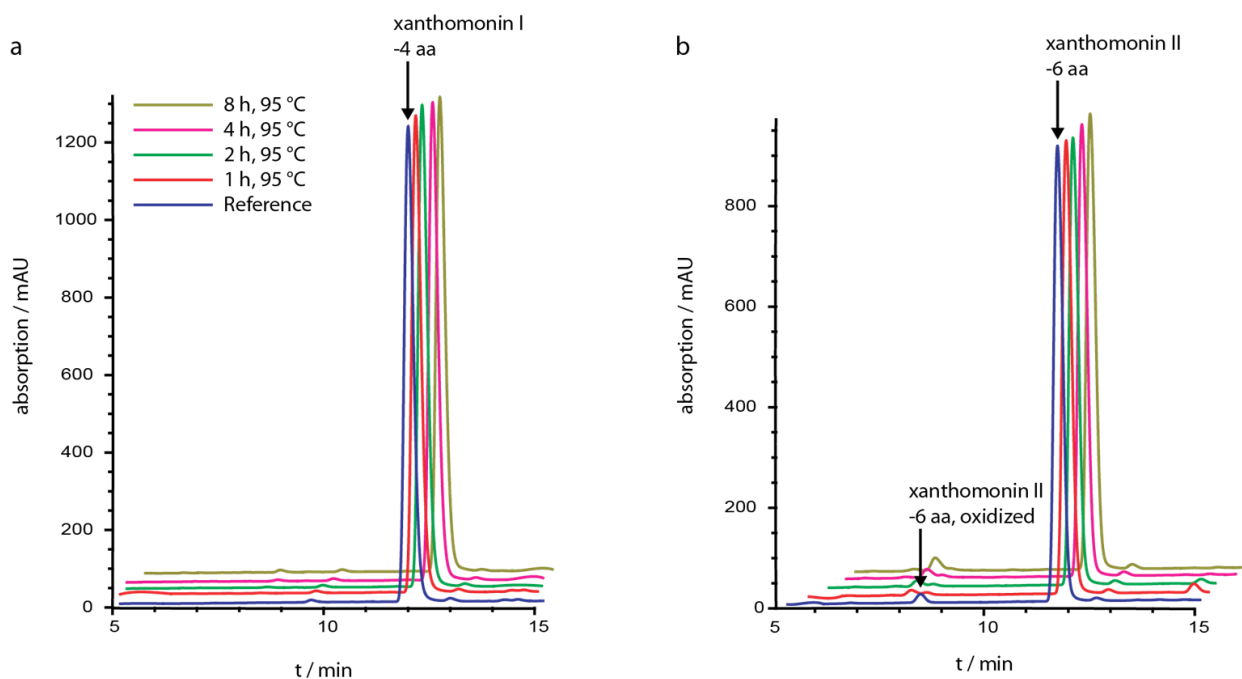 a
xanthomonin I
-4 aa
8 h, 95 °C
4 h, 95 °C
2 h, 95 °C
1 h, 95 °C
Reference
absorption / mAU
1200
1000
800
600
400
200
0
5
10
15
t / min
b
xanthomonin II
-6 aa
xanthomonin II
-6 aa, oxidized
absorption / mAU
800
600
400
200
0
5
10
15
t / min